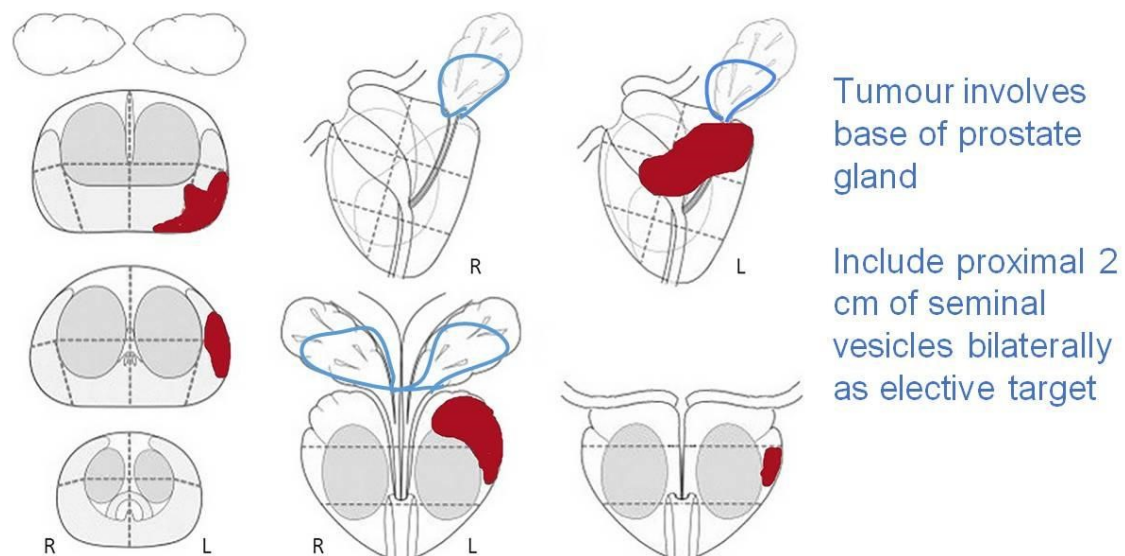 R
L
Tumour involves
base of prostate
gland
Include proximal 2
cm of seminal
vesicles bilaterally
as elective target
R
L
R
L